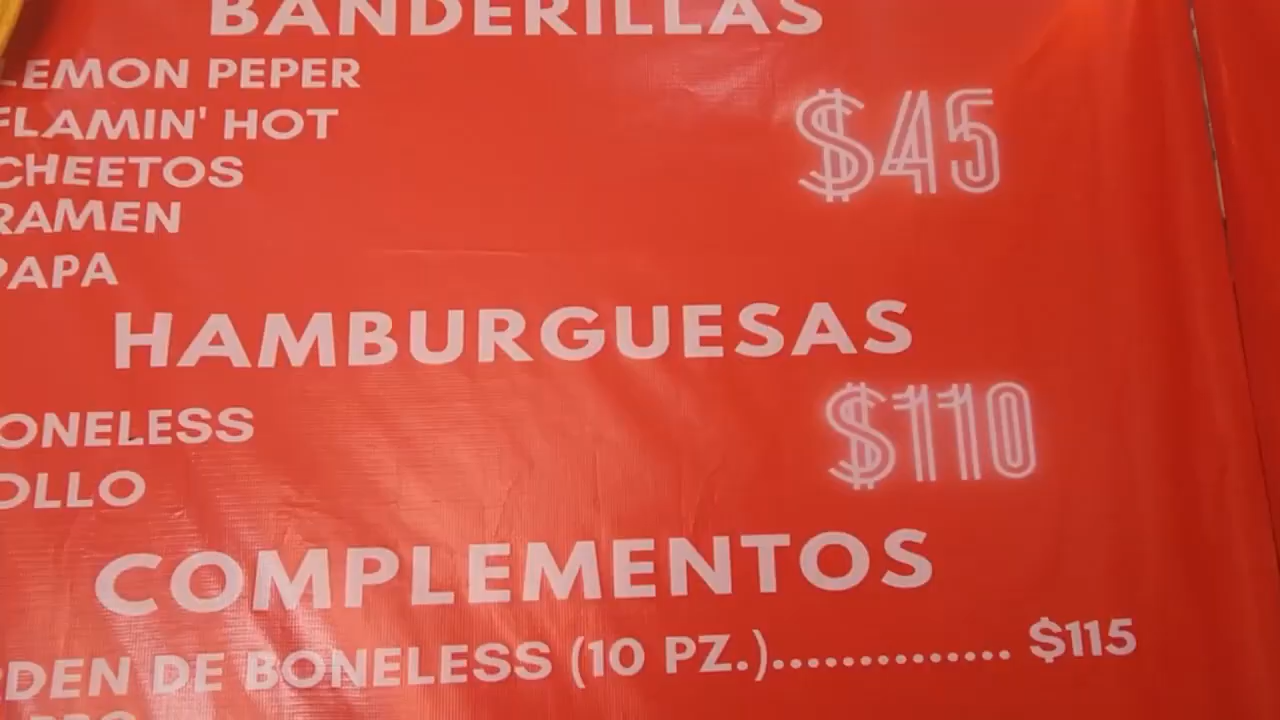 BANDERILLAS
LEMON PEPER
FLAMIN' HOT
$45
CHEETOS
RAMEN
PAPA
HAMBURGUESAS
ONELESS
$110
OLLO
COMPLEMENTOS
RDEN DE BONELESS (10 PZ.).............. $115